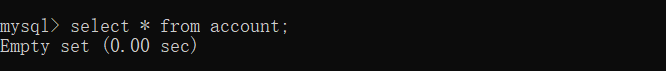 mysql> select * from account;
Empty set (0.00 sec)